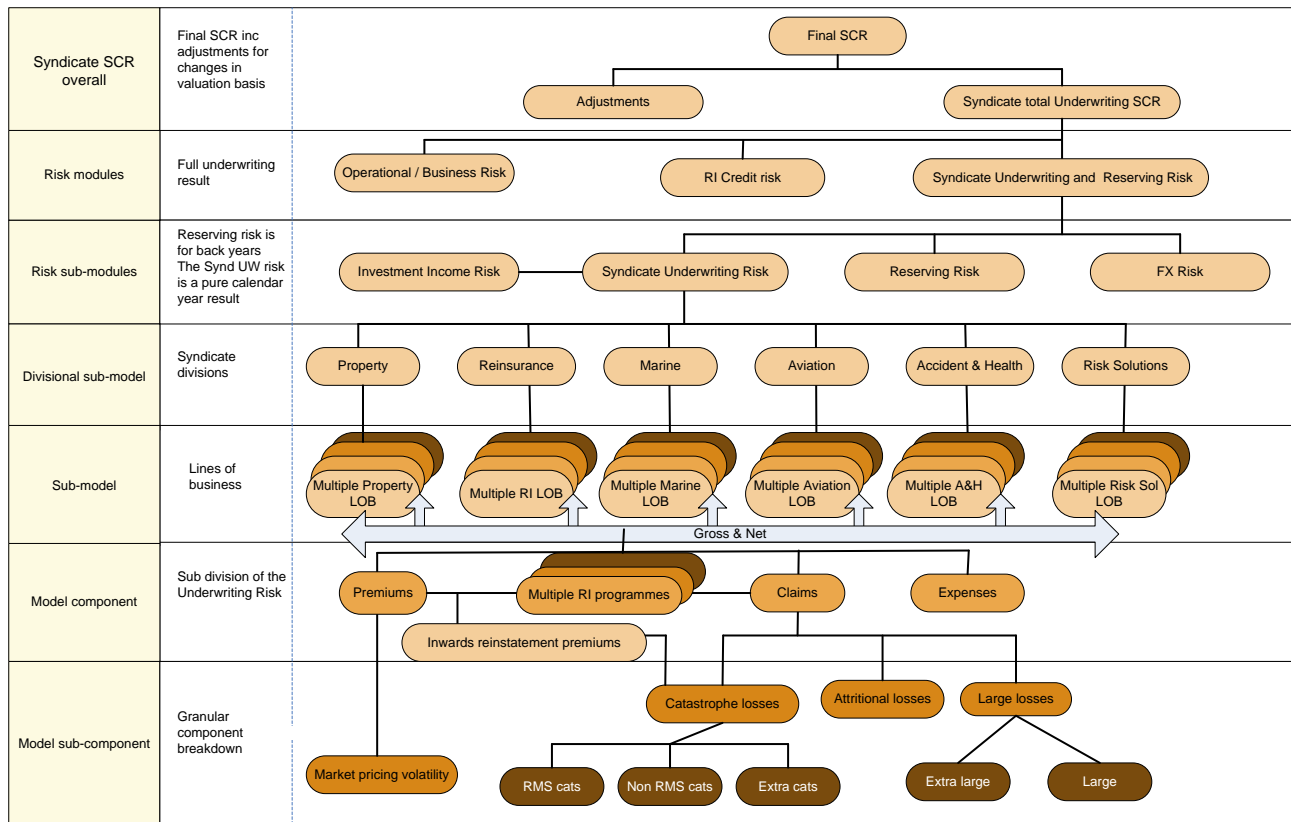 Syndicate SCR
overall
Final SCR inc
adjustments for
changes in
valuation basis
Final SCR
Adjustments
Syndicate total Underwriting SCR
Risk modules
Full underwriting
result
Operational / Business Risk
RI Credit risk
Syndicate Underwriting and Reserving Risk
Risk sub-modules
Reserving risk is
for back years
The Synd UW risk
is a pure calendar
year result
Investment Income Risk
Syndicate Underwriting Risk
Reserving Risk
FX Risk
Divisional sub-model
Syndicate
divisions
Property
Reinsurance
Marine
Aviation
Accident & Health
Risk Solutions
Sub-model
Lines of
business
Multiple Property
LOB
Multiple RI LOB
Multiple Marine
LOB
Multiple Aviation
LOB
Multiple A&H
LOB
Multiple Risk Sol
LOB
Gross & Net
Model component
Sub division of the
Underwriting Risk
Premiums
Multiple RI programmes
Claims
Expenses
Inwards reinstatement premiums
Model sub-component
Granular
component
breakdown
Catastrophe losses
Attritional losses
Large losses
Market pricing volatility
RMS cats
Non RMS cats
Extra cats
Extra large
Large